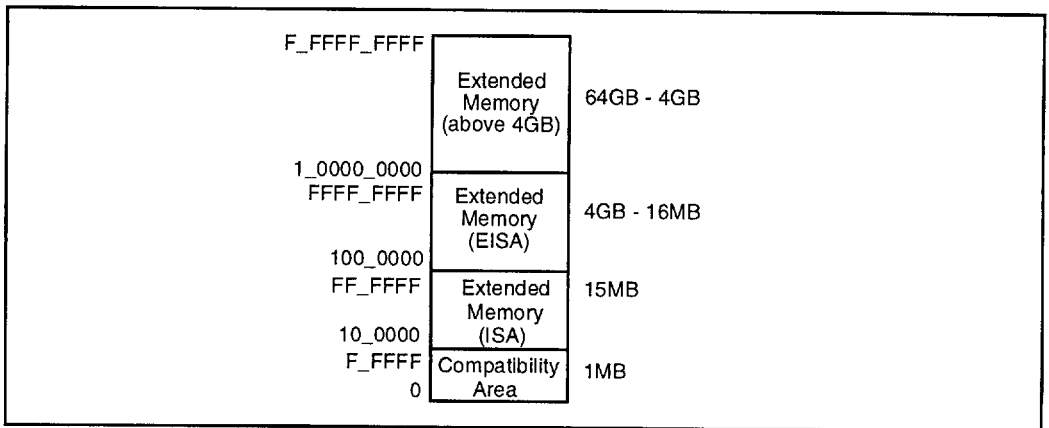 F_FFFF_FFFF
Extended
Memory
(above 4GB)
64GB - 4GB
1_0000_0000
FFFF_FFFF
Extended
Memory
(EISA)
4GB - 16MB
100_0000
FF_FFFF
Extended
Memory
(ISA)
15MB
10_0000
F_FFFF
Compatibility
Area
1MB
0